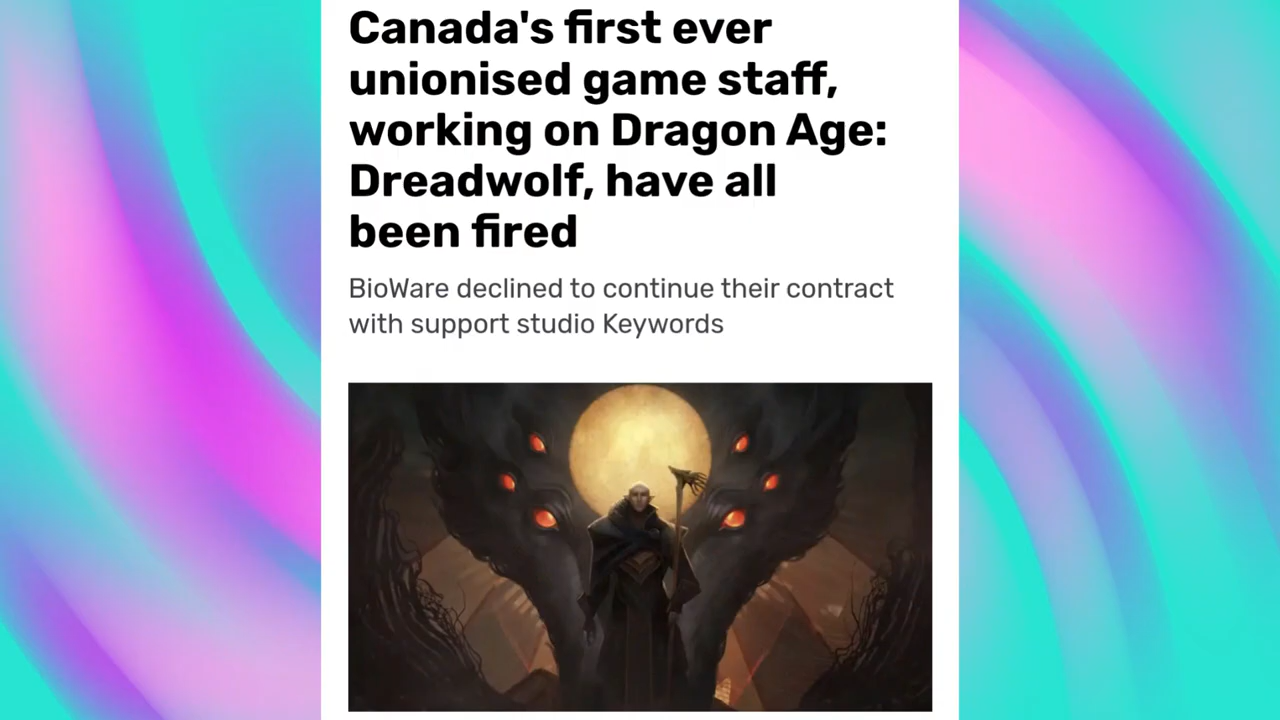 Canada's first ever
unionised game staff,
working on Dragon Age:
Dreadwolf, have all
been fired
BioWare declined to continue their contract
with support studio Keywords